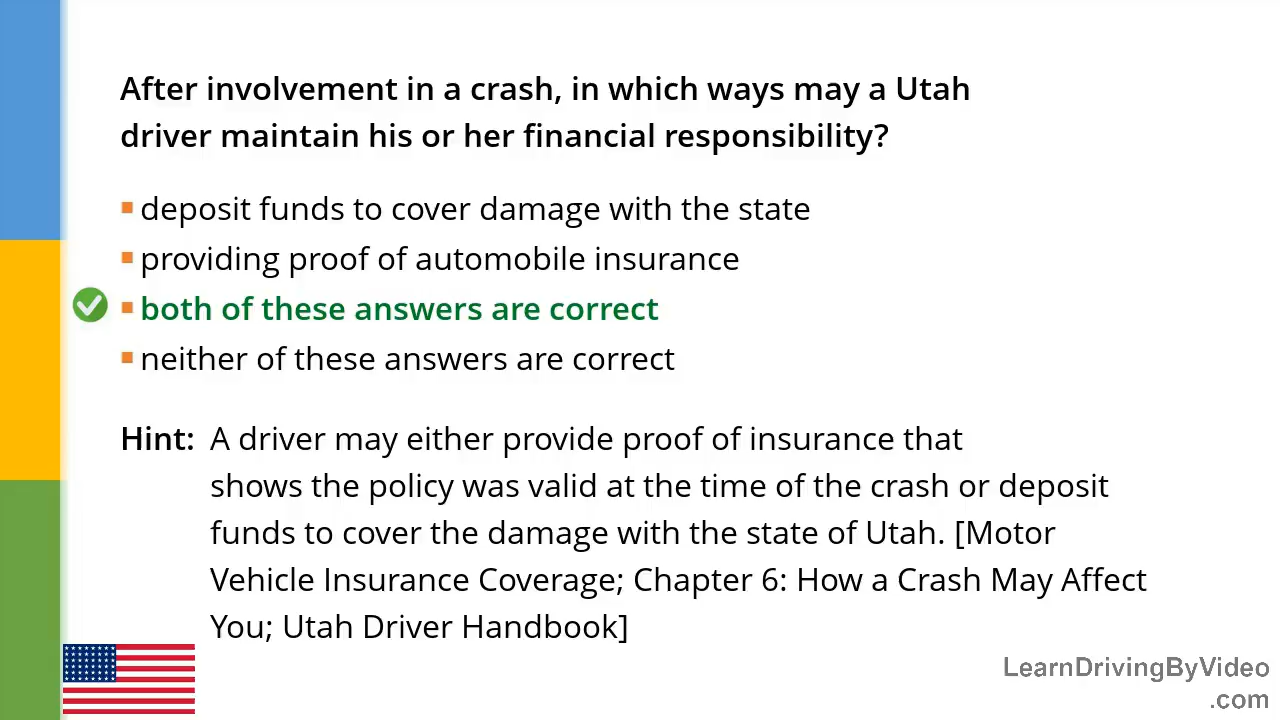 After involvement in a crash, in which ways may a Utah
driver maintain his or her financial responsibility?
deposit funds to cover damage with the state
providing proof of automobile insurance
both of these answers are correct
neither of these answers are correct
Hint: A driver may either provide proof of insurance that
shows the policy was valid at the time of the crash or deposit
funds to cover the damage with the state of Utah. [Motor
Vehicle Insurance Coverage; Chapter 6: How a Crash May Affect
You; Utah Driver Handbook]
LearnDrivingByVideo
.com